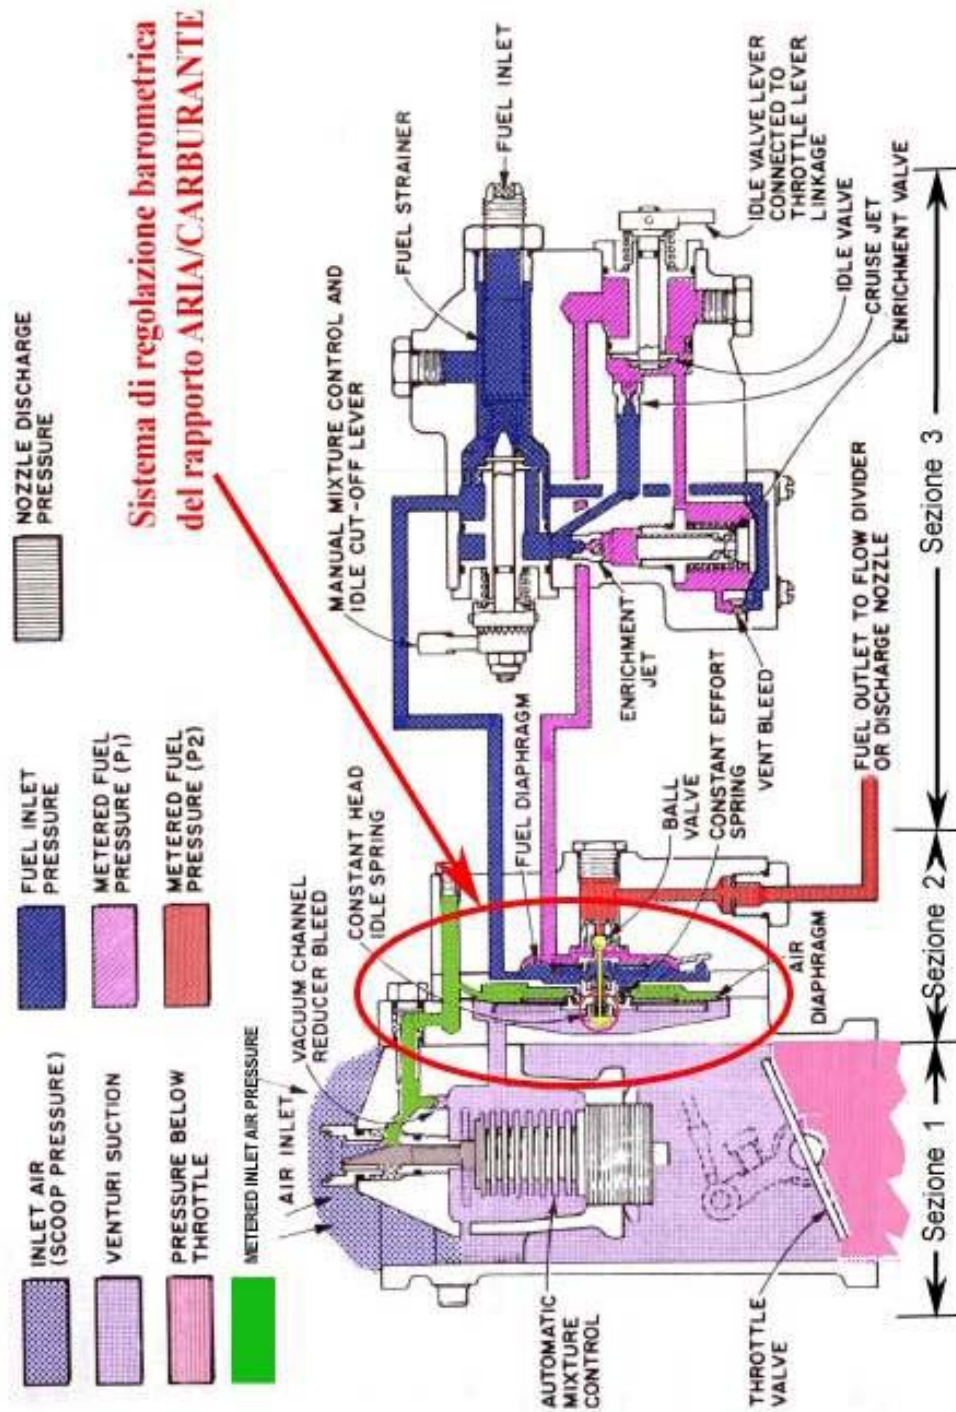 Sistema di regolazione barometrica
del rapporto ARIA/CARBURANTE
NOZZLE DISCHARGE
PRESSURE
FUEL INLET
PRESSURE
METERED FUEL
PRESSURE (P1)
METERED FUEL
PRESSURE (P2)
INLET AIR
(SCOOP PRESSURE)
VENTURI SUCTION
PRESSURE BELOW
THROTTLE
METERED INLET AIR PRESSURE
AIR INLET
VACUUM CHANNEL
REDUCER BLEED
CONSTANT HEAD
IDLE SPRING
FUEL DIAPHRAGM
MANUAL MIXTURE CONTROL AND
IDLE CUT-OFF LEVER
FUEL STRAINER
FUEL INLET
ENRICHMENT
JET
BALL
VALVE
CONSTANT EFFORT
SPRING
VENT BLEED
IDLE VALVE LEVER
CONNECTED TO
THROTTLE LEVER
LINKAGE
IDLE VALVE
CRUISE JET
ENRICHMENT VALVE
AIR
DIAPHRAGM
FUEL OUTLET TO FLOW DIVIDER
OR DISCHARGE NOZZLE
AUTOMATIC
MIXTURE
CONTROL
THROTTLE
VALVE
Sezione 1
Sezione 2
Sezione 3